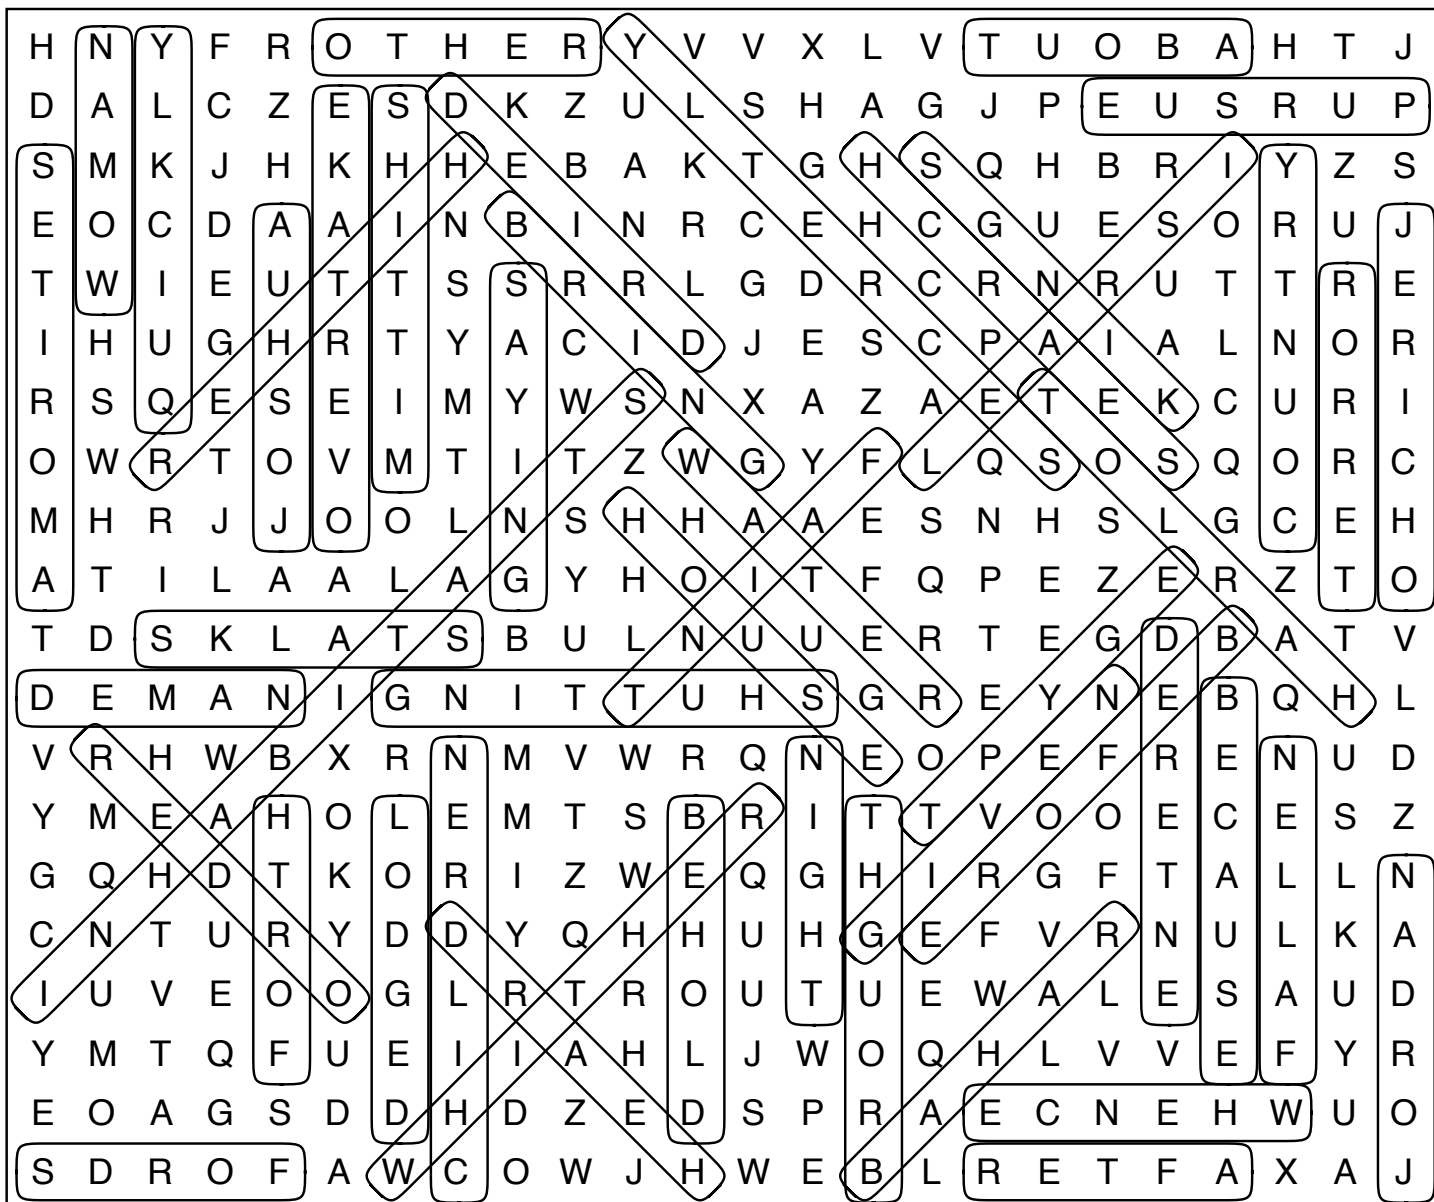 H N Y F R O T H E R Y V V X L V T U O B A H T J
D A L C Z E S D K Z U L S H A G J P E U S R U P
S M K J H K H H E B A K T G H S Q H B R I Y Z S
E O C D A A I N B I N R C E H C G U E S O R U J
T W I E U T T S S R R L G D R C R N R U T T R E
I H U G H R T Y A C I D J E S C P A I A L N O R
R S Q E S E I M Y W S N X A Z A E T E K C U R I
O W R T O V M T I T Z W G Y F L Q S O S Q O R C
M H R J J O O L N S H H A A E S N H S L G C E H
A T I L A A L A G Y H O I T F Q P E Z E R Z T O
T D S K L A T S B U L N U U E R T E G D B A T V
D E M A N I G N I T T U H S G R E Y N E B Q H L
V R H W B X R N M V W R Q N E O P E F R E N U D
Y M E A H O L E M T S B R I T T V O O E C E S Z
G Q H D T K O R I Z W E Q G H I R G F T A L L N
C N T U R Y D D Y Q H H U H G E F V R N U L K A
I U V E O O G L R T R O U T U E W A L E S A U D
Y M T Q F U E I I A H L J W O Q H L V V E F Y R
E O A G S D D H D Z E D S P R A E C N E H W U O
S D R O F A W C O W J H W E B L R E T F A X A J